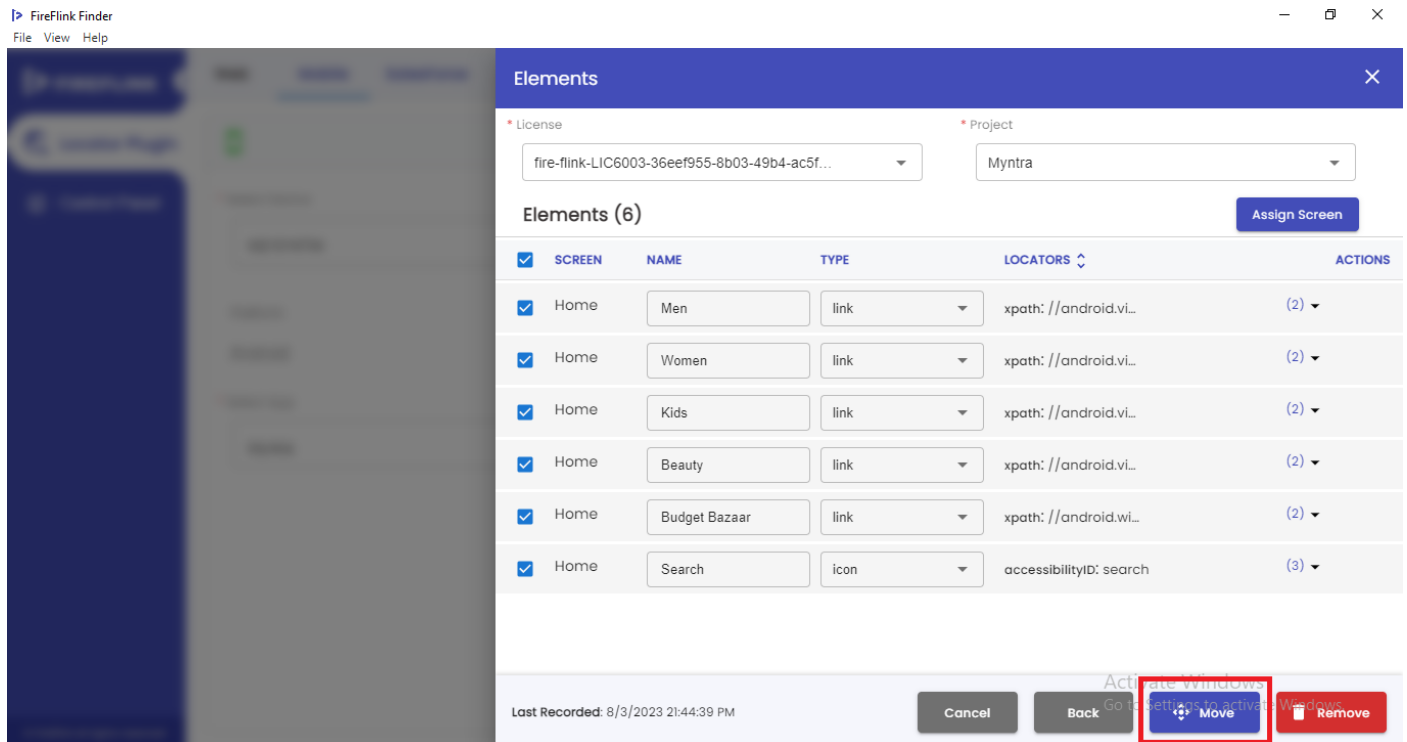 FireFlink Finder
File View Help
Elements
* License
* Project
fire-flink-LIC6003-36eef955-8b03-49b4-ac5f...
Myntra
Elements (6)
Assign Screen
SCREEN NAME TYPE LOCATORS ACTIONS
Home Men link xpath: //android.vi... (2)
Home Women link xpath: //android.vi... (2)
Home Kids link xpath: //android.vi... (2)
Home Beauty link xpath: //android.vi... (2)
Home Budget Bazaar link xpath: //android.wi... (2)
Home Search icon accessibilityID: search (3)
Activate Windows
Go to Settings to activate Windows.
Last Recorded: 8/3/2023 21:44:39 PM
Cancel Back Move Remove